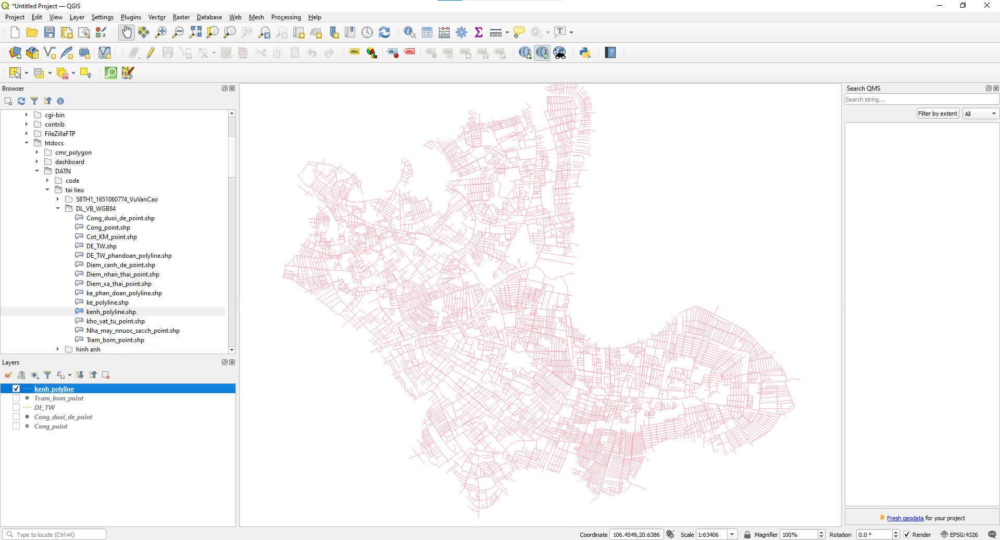 *Untitled Project — QGIS
Project Edit View Layer Settings Plugins Vector Raster Database Web Mesh Processing Help
Browser
cgi-bin
contrib
FileZillaFTP
htdocs
cmr_polygon
dashboard
DATN
code
tai lieu
58TH1_1651060774_VuVanCao
DL_VB_WGB84
Cong_duoi_de_point.shp
Cong_point.shp
Cot_KM_point.shp
DE_TW.shp
DE_TW_phandoan_polyline.shp
Diem_canh_de_point.shp
Diem_nhan_thai_point.shp
Diem_xa_thai_point.shp
ke_phan_doan_polyline.shp
ke_polyline.shp
kenh_polyline.shp
kho_vat_tu_point.shp
Nha_may_nnuoc_sacch_point.shp
Tram_bom_point.shp
hinh anh
Layers
kenh_polyline
Tram_bom_point
DE_TW
Cong_duoi_de_point
Cong_point
Search QMS
Search string...
Filter by extent All
Fresh geodata for your project
Type to locate (Ctrl+K)
Coordinate 106.4549,20.6386 Scale 1:63406 Magnifier 100% Rotation 0.0 ° Render EPSG:4326